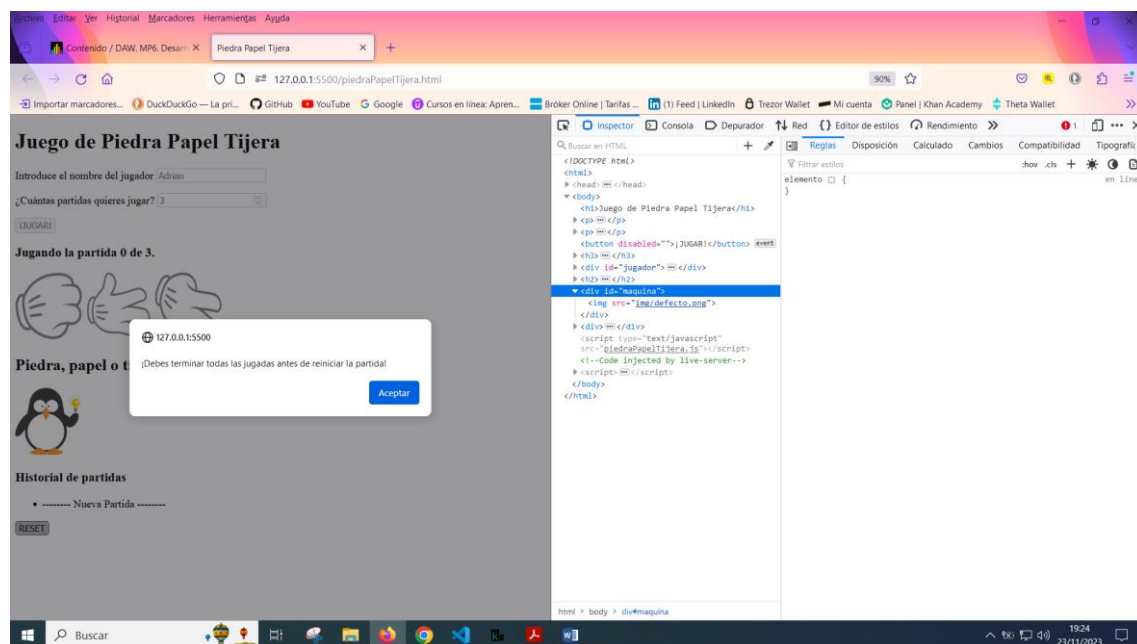 Archivo Editar Ver Historial Marcadores Herramientas Ayuda
Contenido / DAW. MP6. Desarr
Piedra Papel Tijera
127.0.0.1:5500/piedraPapelTijera.html
90%
Importar marcadores... DuckDuckGo — La pri... GitHub YouTube Google Cursos en línea: Apren... Bróker Online | Tarifas ... (1) Feed | LinkedIn Trezor Wallet Mi cuenta Panel | Khan Academy Theta Wallet
Juego de Piedra Papel Tijera
Introduce el nombre del jugador Adrian
¿Cuántas partidas quieres jugar? 3
¡JUGAR!
Jugando la partida 0 de 3.
Piedra, papel o t
127.0.0.1:5500
¡Debes terminar todas las jugadas antes de reiniciar la partida!
Aceptar
Historial de partidas
-------- Nueva Partida --------
RESET
Inspector Consola Depurador Red Editor de estilos Rendimiento 1
Buscar en HTML
<!DOCTYPE html>
<html>
<head> </head>
<body>
<h1>Juego de Piedra Papel Tijera</h1>
<p> </p>
<p> </p>
<button disabled="">¡JUGAR!</button> event
<h3> </h3>
<div id="jugador"> </div>
<h2> </h2>
<div id="maquina">
<img src="img/defecto.png">
</div>
<div> </div>
<script type="text/javascript"
src="piedraPapelTijera.js"></script>
<!--Code injected by live-server-->
<script> </script>
</body>
</html>
html > body > div#maquina
Reglas Disposición Calculado Cambios Compatibilidad Tipografí
Filtrar estilos :hov .cls
elemento { en líne
}
Buscar
19:24
23/11/2023